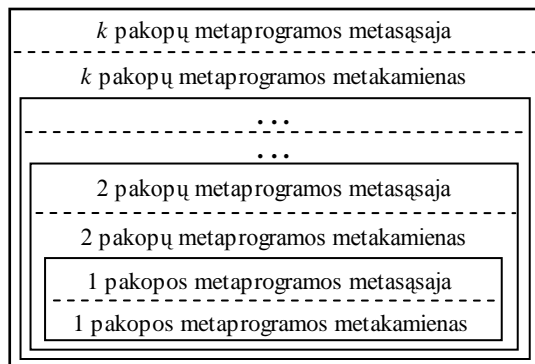 k pakopų metaprogramos metasąsaja
k pakopų metaprogramos metakamienas
...
...
2 pakopų metaprogramos metasąsaja
2 pakopų metaprogramos metakamienas
1 pakopos metaprogramos metasąsaja
1 pakopos metaprogramos metakamienas